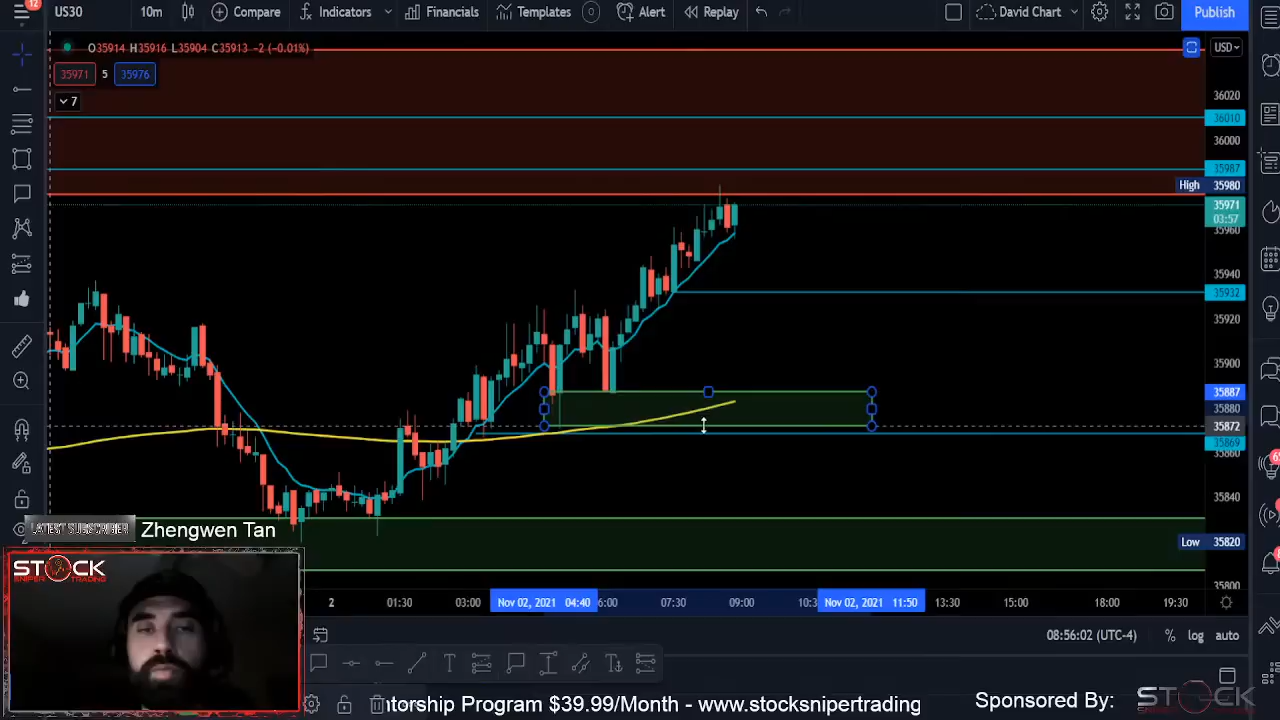 12
US30 10m Compare Indicators Financials Templates Alert Replay David Chart Publish
O35914 H35916 L35904 C35913 -2 (-0.01%)
USD
35971 5 35976
7
36020
36010
36000
35987
High 35980
35971
03:57
35960
35940
35932
35920
35900
35887
35880
35872
35869
35860
35840
Low 35820
35800
LATEST SUBSCRIBER Zhengwen Tan
STOCK
SNIPER TRADING
2 01:30 03:00 Nov 02, 2021 04:40 6:00 07:30 09:00 10:3 Nov 02, 2021 11:50 13:30 15:00 18:00 19:30
08:56:02 (UTC-4) % log auto
ntorship Program $39.99/Month - www.stocksnipertrading
Sponsored By:
STOCK